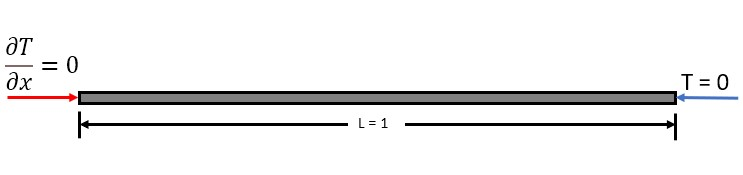 ∂T/∂x = 0
T = 0
L = 1